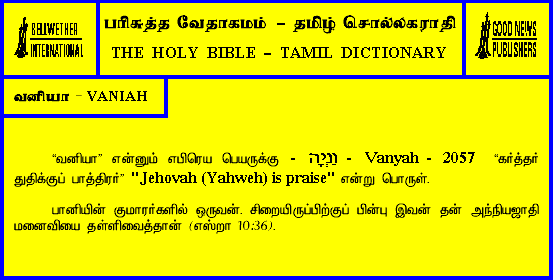 BELLWETHER
INTERNATIONAL
பரிசுத்த வேதாகமம் – தமிழ் சொல்லகராதி
THE HOLY BIBLE – TAMIL DICTIONARY
GOOD NEWS
PUBLISHERS
வனியா – VANIAH
“வனியா” என்னும் எபிரெய பெயருக்கு - וַנְיָה - Vanyah - 2057 “கர்த்தர்
துதிக்குப் பாத்திரர்” "Jehovah (Yahweh) is praise" என்று பொருள்.
பானியின் குமாரர்களில் ஒருவன். சிறையிருப்பிற்குப் பின்பு இவன் தன் அந்நியஜாதி
மனைவியை தள்ளிவைத்தான் (எஸ்றா 10:36).